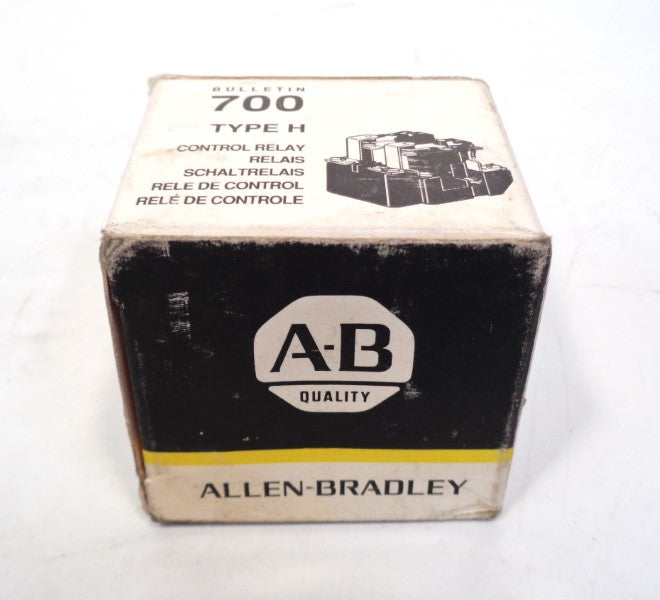 BULLETIN
700
TYPE H
CONTROL RELAY
RELAIS
SCHALTRELAIS
RELE DE CONTROL
RELÉ DE CONTROLE
A-B
QUALITY
ALLEN-BRADLEY